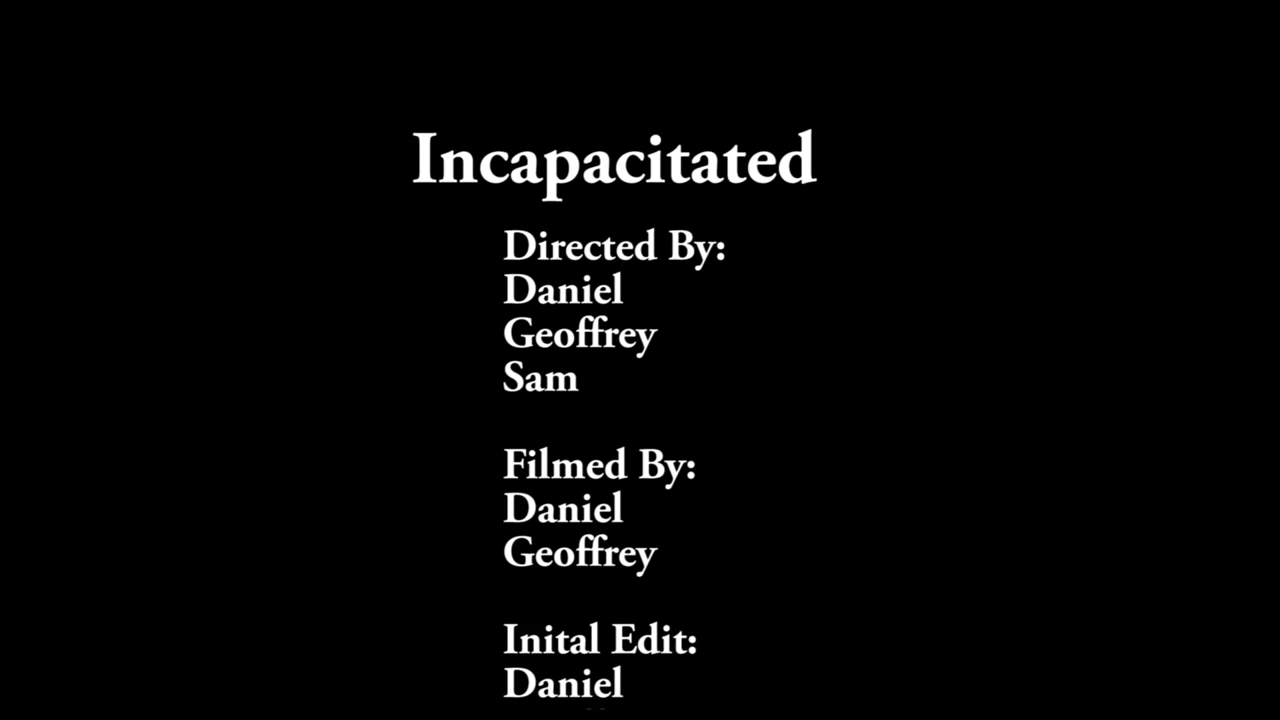 Incapacitated
Directed By:
Daniel
Geoffrey
Sam
Filmed By:
Daniel
Geoffrey
Inital Edit:
Daniel